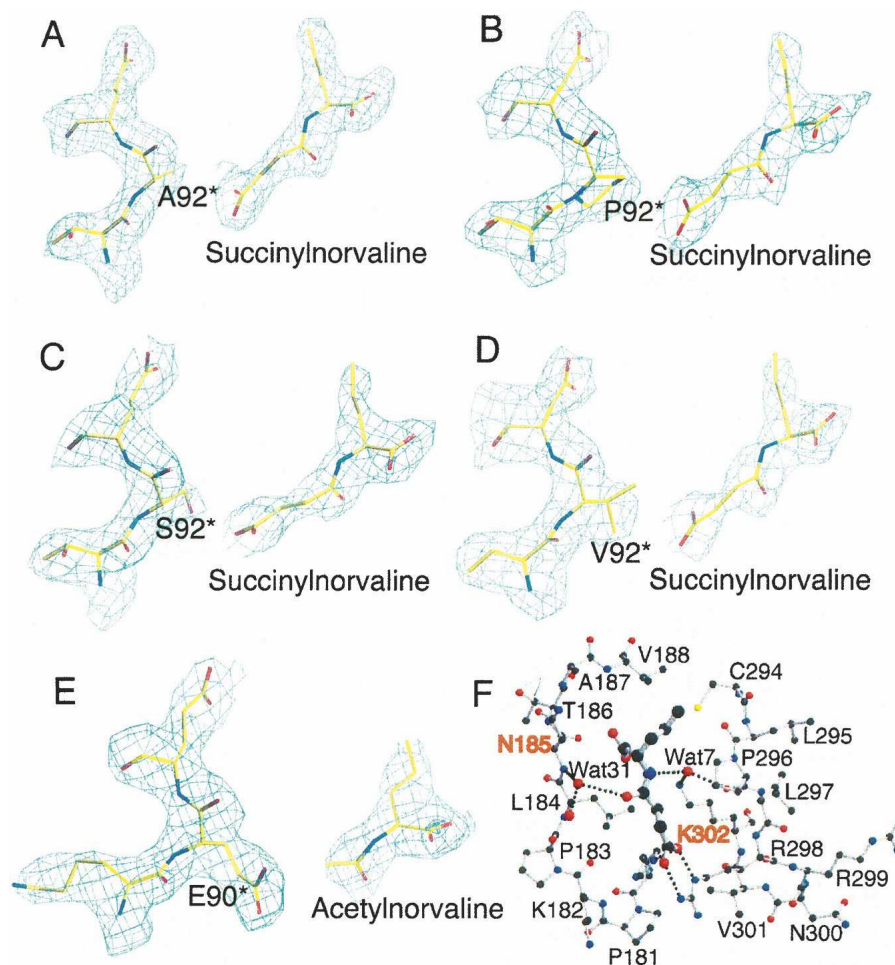 A
A92*
Succinylnorvaline
B
P92*
Succinylnorvaline
C
S92*
Succinylnorvaline
D
V92*
Succinylnorvaline
E
E90*
Acetylnorvaline
F
V188
A187
C294
T186
N185
L295
P296
Wat31
Wat7
L184
L297
K302
P183
R298
R299
K182
V301
N300
P181